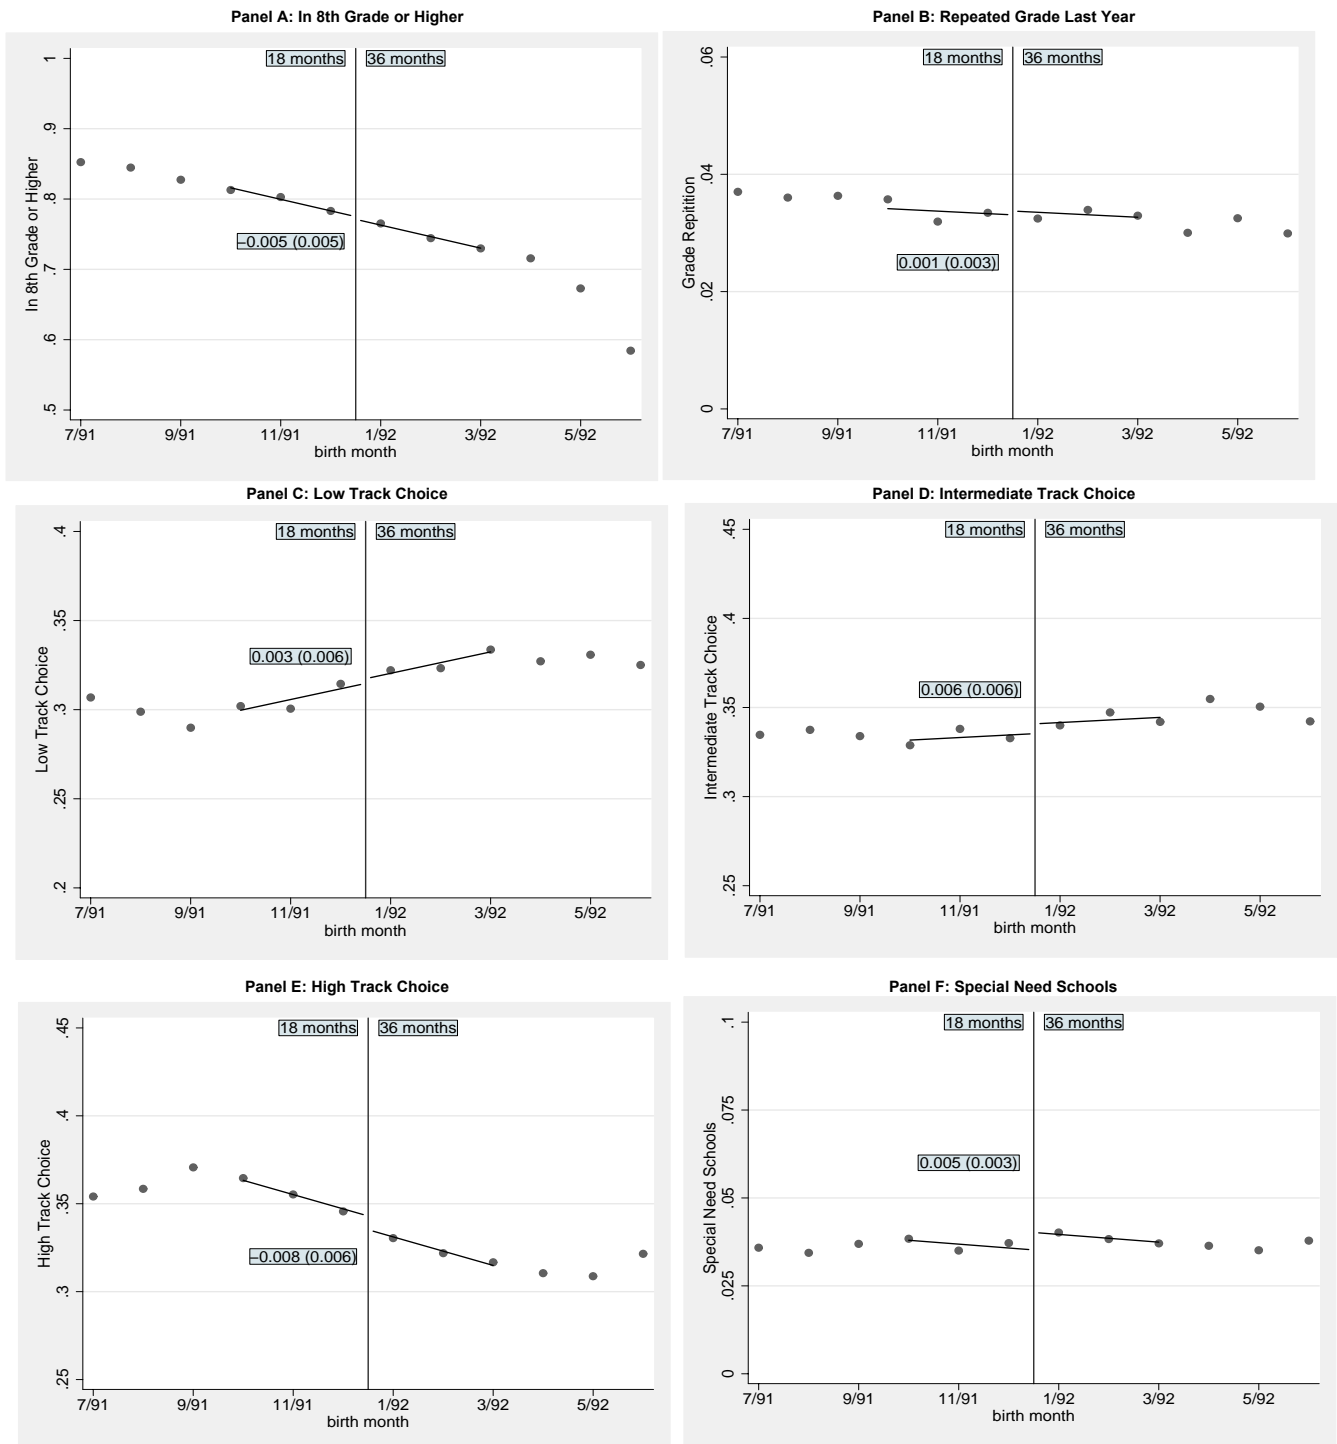 Panel A: In 8th Grade or Higher
18 months 36 months
In 8th Grade or Higher
1
.9
.8
.7
.6
.5
−0.005 (0.005)
7/91 9/91 11/91 1/92 3/92 5/92
birth month
Panel B: Repeated Grade Last Year
18 months 36 months
Grade Repitition
.06
.04
.02
0
0.001 (0.003)
7/91 9/91 11/91 1/92 3/92 5/92
birth month
Panel C: Low Track Choice
18 months 36 months
Low Track Choice
.4
.35
.3
.25
.2
0.003 (0.006)
7/91 9/91 11/91 1/92 3/92 5/92
birth month
Panel D: Intermediate Track Choice
18 months 36 months
Intermediate Track Choice
.45
.4
.35
.3
.25
0.006 (0.006)
7/91 9/91 11/91 1/92 3/92 5/92
birth month
Panel E: High Track Choice
18 months 36 months
High Track Choice
.45
.4
.35
.3
.25
−0.008 (0.006)
7/91 9/91 11/91 1/92 3/92 5/92
birth month
Panel F: Special Need Schools
18 months 36 months
Special Need Schools
.1
.075
.05
.025
0
0.005 (0.003)
7/91 9/91 11/91 1/92 3/92 5/92
birth month